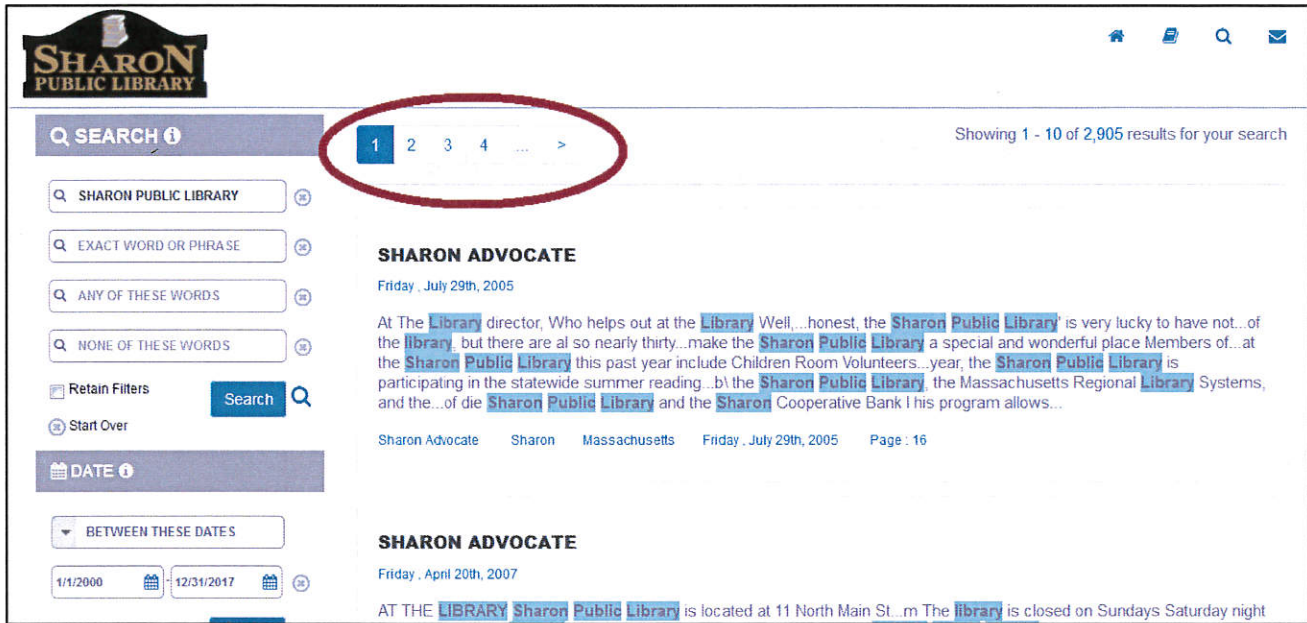 SHARON
PUBLIC LIBRARY
SEARCH
SHARON PUBLIC LIBRARY
EXACT WORD OR PHRASE
ANY OF THESE WORDS
NONE OF THESE WORDS
Retain Filters
Search
Start Over
DATE
BETWEEN THESE DATES
1/1/2000 - 12/31/2017
1 2 3 4 ... >
Showing 1 - 10 of 2,905 results for your search
SHARON ADVOCATE
Friday , July 29th, 2005
At The Library director, Who helps out at the Library Well,...honest, the Sharon Public Library' is very lucky to have not...of
the library, but there are al so nearly thirty...make the Sharon Public Library a special and wonderful place Members of...at
the Sharon Public Library this past year include Children Room Volunteers...year, the Sharon Public Library is
participating in the statewide summer reading...b\ the Sharon Public Library, the Massachusetts Regional Library Systems,
and the...of die Sharon Public Library and the Sharon Cooperative Bank I his program allows...
Sharon Advocate Sharon Massachusetts Friday , July 29th, 2005 Page : 16
SHARON ADVOCATE
Friday , April 20th, 2007
AT THE LIBRARY Sharon Public Library is located at 11 North Main St...m The library is closed on Sundays Saturday night